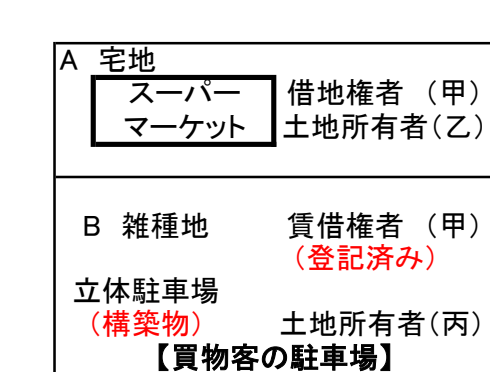 A 宅地
スーパー 借地権者 （甲）
マーケット 土地所有者（乙）
B 雑種地 賃借権者 （甲）
（登記済み）
立体駐車場
（構築物） 土地所有者（丙）
【買物客の駐車場】